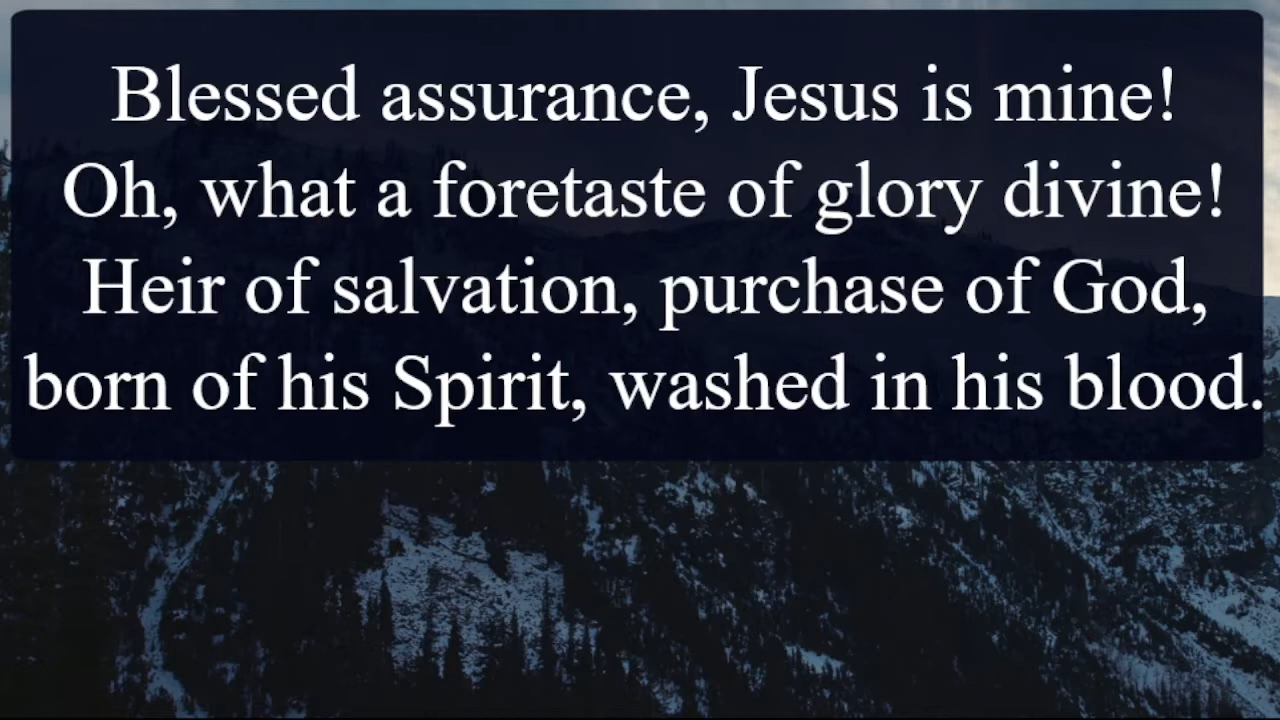 Blessed assurance, Jesus is mine!
Oh, what a foretaste of glory divine!
Heir of salvation, purchase of God,
born of his Spirit, washed in his blood.